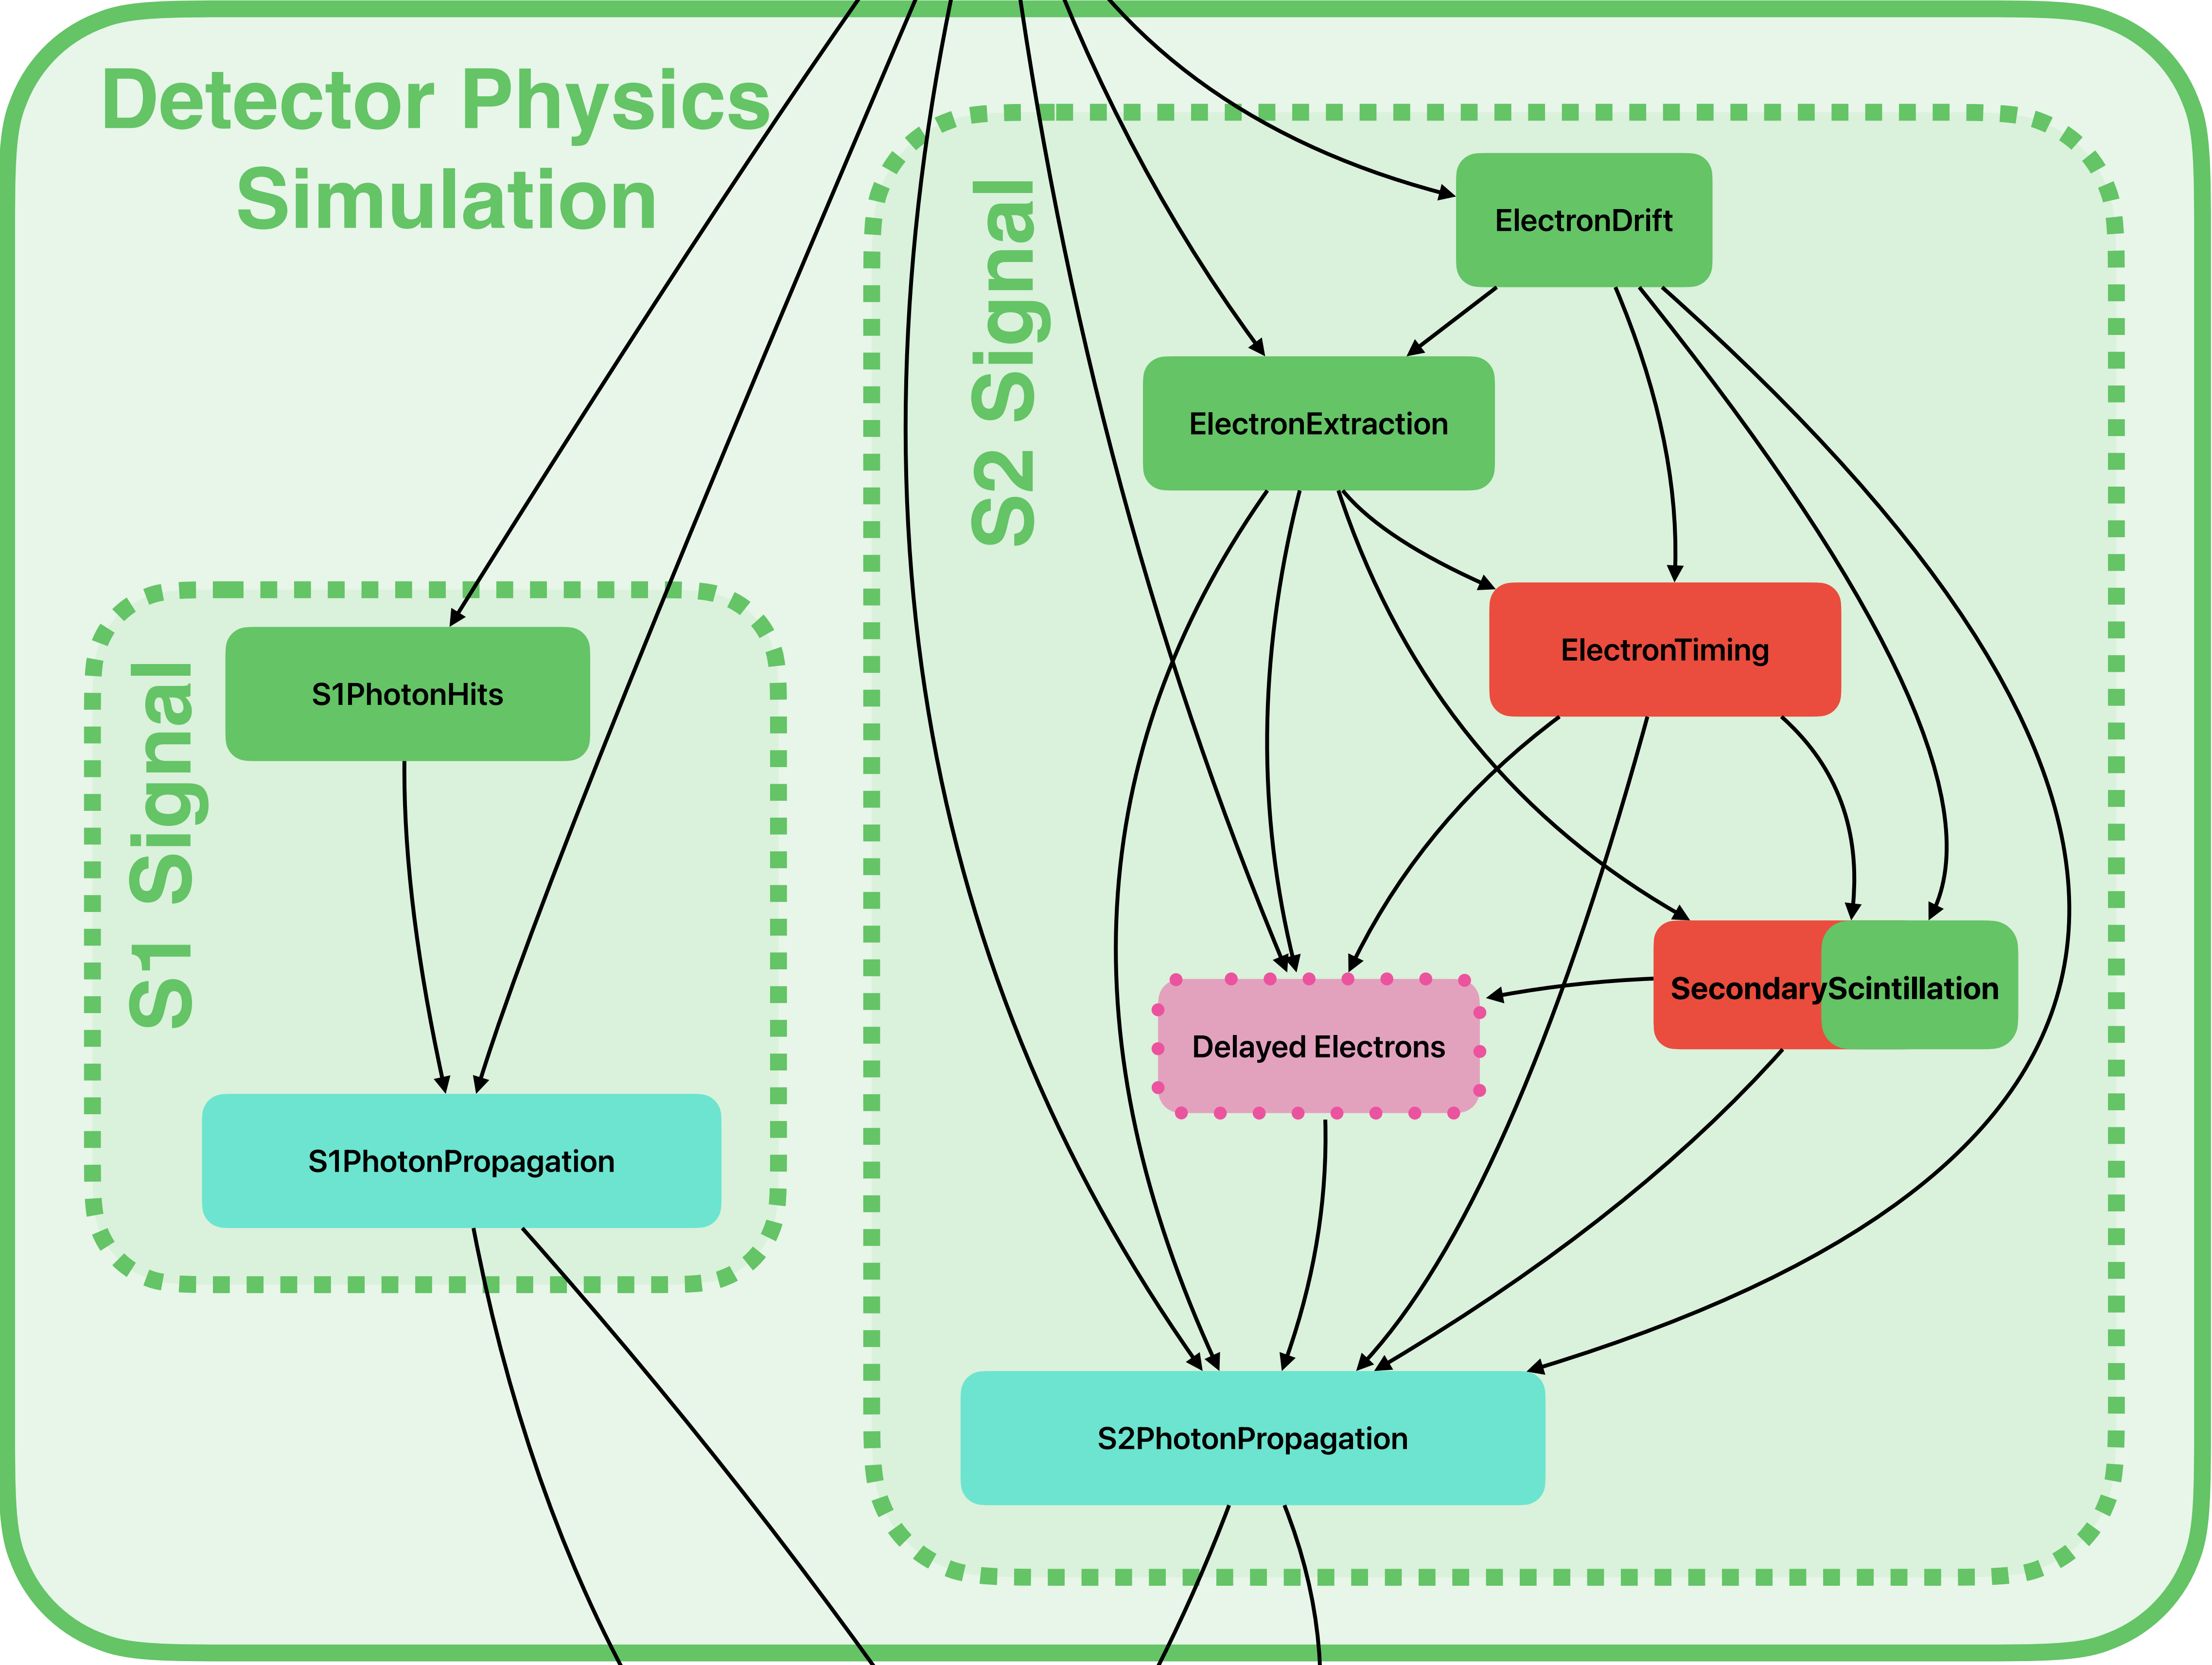 Detector Physics
Simulation
S2 Signal
ElectronDrift
ElectronExtraction
ElectronTiming
S1 Signal
S1PhotonHits
SecondaryScintillation
Delayed Electrons
S1PhotonPropagation
S2PhotonPropagation